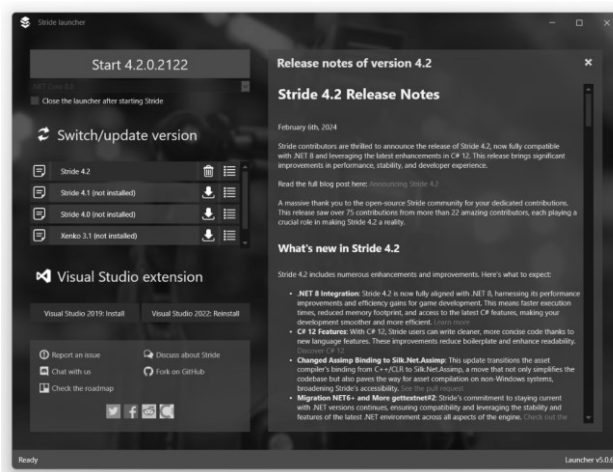 Stride launcher
Start 4.2.0.2122
.NET Core 8.0
Close the launcher after starting Stride
Switch/update version
Stride 4.2
Stride 4.1 (not installed)
Stride 4.0 (not installed)
Xenko 3.1 (not installed)
Visual Studio extension
Visual Studio 2019: Install
Visual Studio 2022: Reinstall
Report an issue
Discuss about Stride
Chat with us
Fork on GitHub
Check the roadmap
Release notes of version 4.2
Stride 4.2 Release Notes
February 6th, 2024
Stride contributors are thrilled to announce the release of Stride 4.2, now fully compatible
with .NET 8 and leveraging the latest enhancements in C# 12. This release brings significant
improvements in performance, stability, and developer experience.
Read the full blog post here: Announcing Stride 4.2
A massive thank you to the open-source Stride community for your dedicated contributions.
This release saw over 75 contributions from more than 22 amazing contributors, each playing a
crucial role in making Stride 4.2 a reality.
What's new in Stride 4.2
Stride 4.2 includes numerous enhancements and improvements. Here's what to expect:
• .NET 8 Integration: Stride 4.2 is now fully aligned with .NET 8, harnessing its performance
improvements and efficiency gains for game development. This means faster execution
times, reduced memory footprint, and access to the latest C# features, making your
development smoother and more efficient. Learn more
• C# 12 Features: With C# 12, Stride users can write cleaner, more concise code thanks to
new language features. These improvements reduce boilerplate and enhance readability.
Discover C# 12
• Changed Assimp Binding to Silk.Net.Assimp: This update transitions the asset
compiler's binding from C++/CLR to Silk.Net.Assimp, a move that not only simplifies the
codebase but also paves the way for asset compilation on non-Windows systems,
broadening Stride's accessibility. See the pull request
• Migration NET6+ and More gettextnet#2: Stride's commitment to staying current
with .NET versions continues, ensuring compatibility and leveraging the stability and
features of the latest .NET environment across all aspects of the engine. Check out the
Ready
Launcher v5.0.6